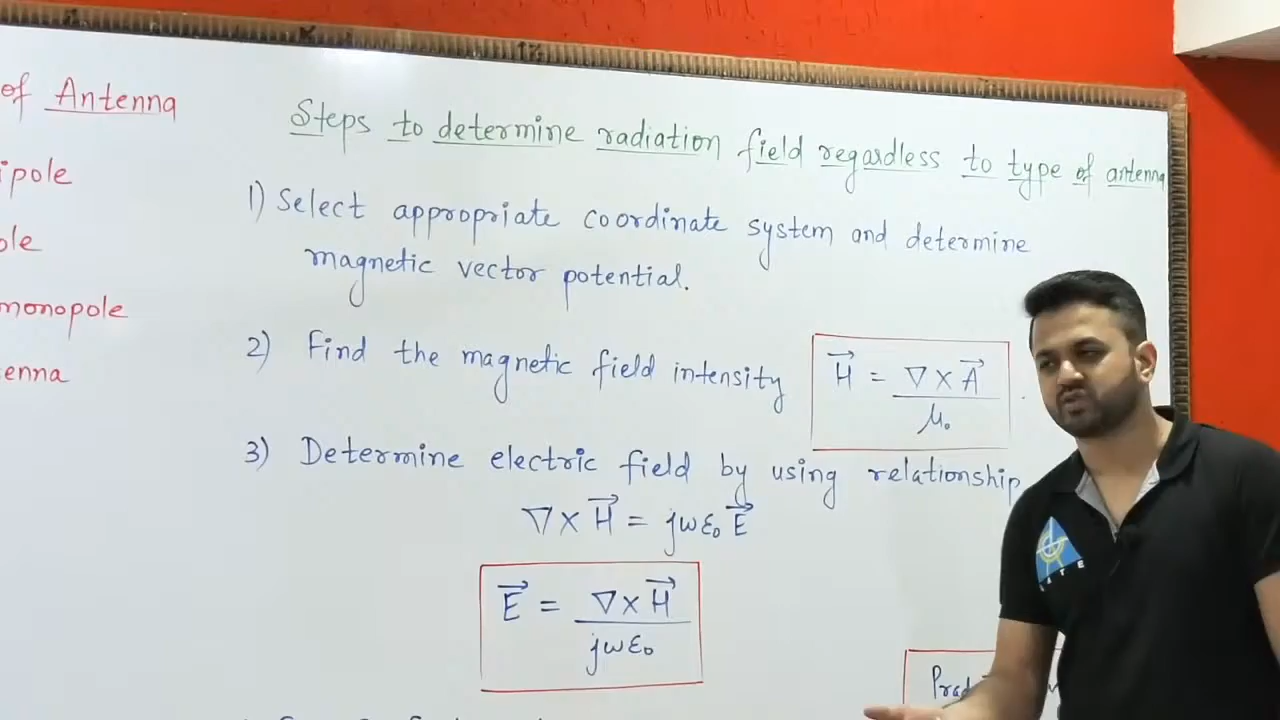 of Antenna
ipole
ole
monopole
enna
Steps to determine radiation field regardless to type of antenna
1) Select appropriate coordinate system and determine
magnetic vector potential.
2) Find the magnetic field intensity H⃗ = ∇ × A⃗ / μ₀
3) Determine electric field by using relationship
∇ × H⃗ = jωε₀ E⃗
E⃗ = ∇ × H⃗ / jωε₀